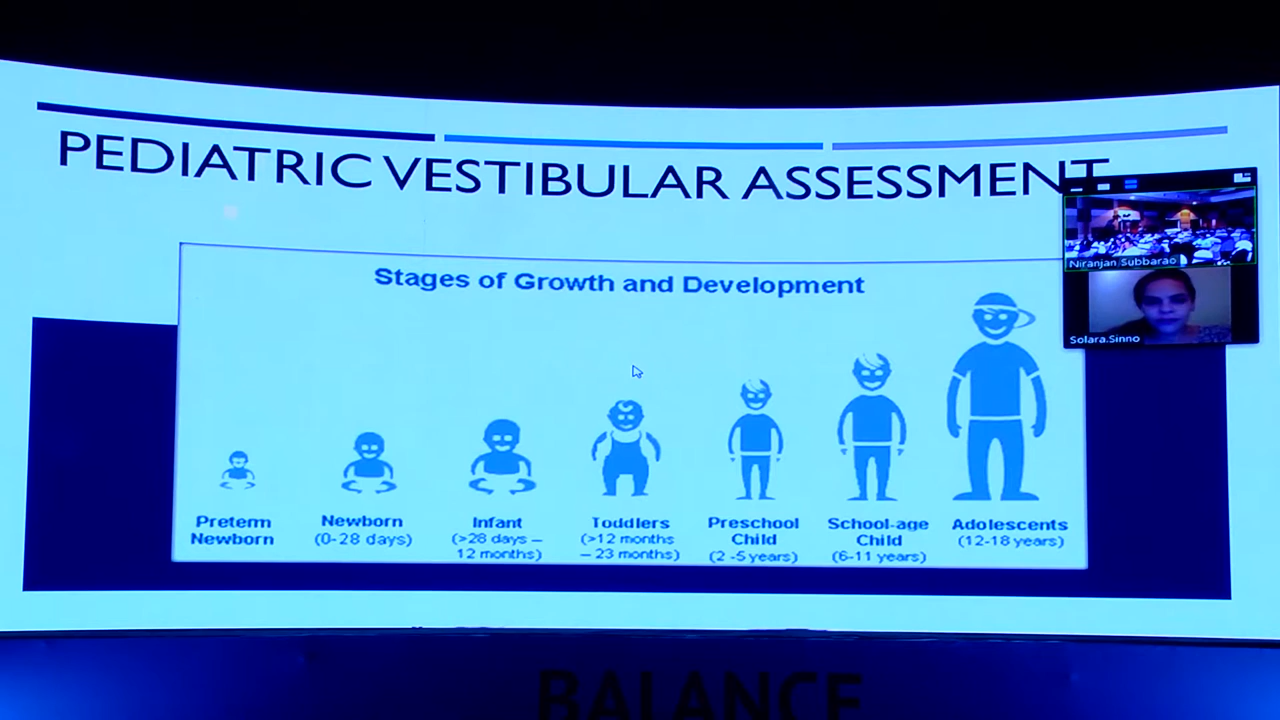 PEDIATRIC VESTIBULAR ASSESSMENT
Niranjan Subbarao
Solara.Sinno
Stages of Growth and Development
Preterm
Newborn
Newborn
(0-28 days)
Infant
(>28 days –
12 months)
Toddlers
(>12 months
– 23 months)
Preschool
Child
(2 -5 years)
School-age
Child
(6-11 years)
Adolescents
(12-18 years)
BALANCE